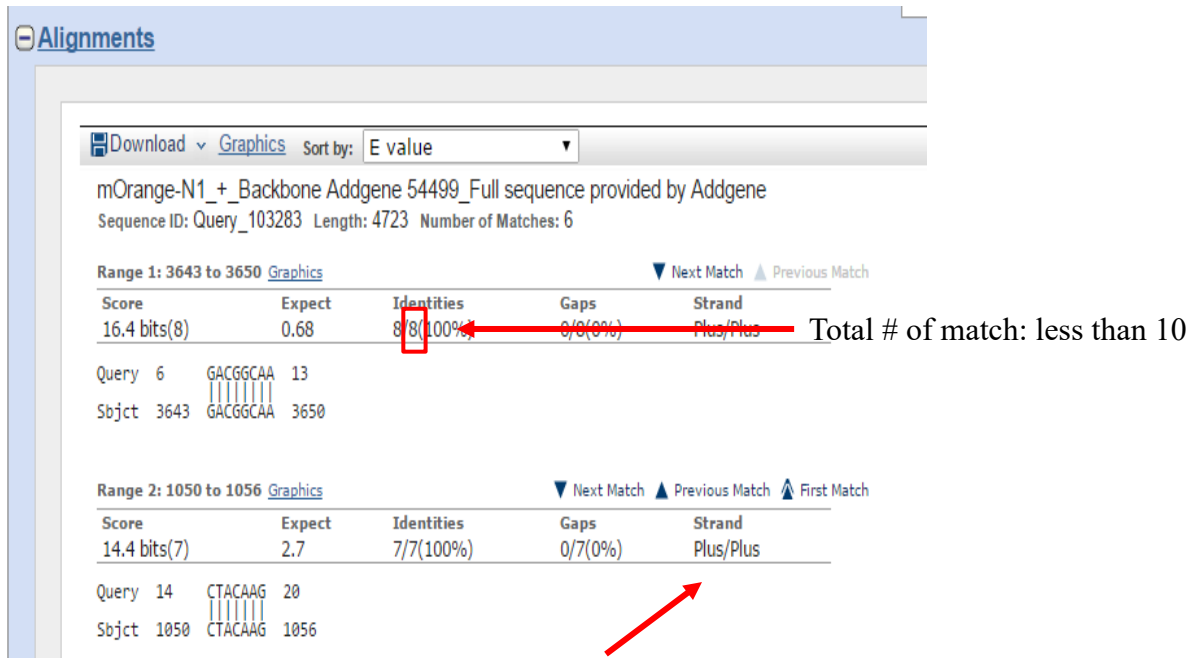 Alignments
Download Graphics Sort by: E value
mOrange-N1_+_Backbone Addgene 54499_Full sequence provided by Addgene
Sequence ID: Query_103283 Length: 4723 Number of Matches: 6
Range 1: 3643 to 3650 Graphics Next Match Previous Match
Score Expect Identities Gaps Strand
16.4 bits(8) 0.68 8/8(100%) 0/8(0%) Plus/Plus Total # of match: less than 10
Query 6 GACGGCAA 13
||||||||
Sbjct 3643 GACGGCAA 3650
Range 2: 1050 to 1056 Graphics Next Match Previous Match First Match
Score Expect Identities Gaps Strand
14.4 bits(7) 2.7 7/7(100%) 0/7(0%) Plus/Plus
Query 14 CTACAAG 20
|||||||
Sbjct 1050 CTACAAG 1056